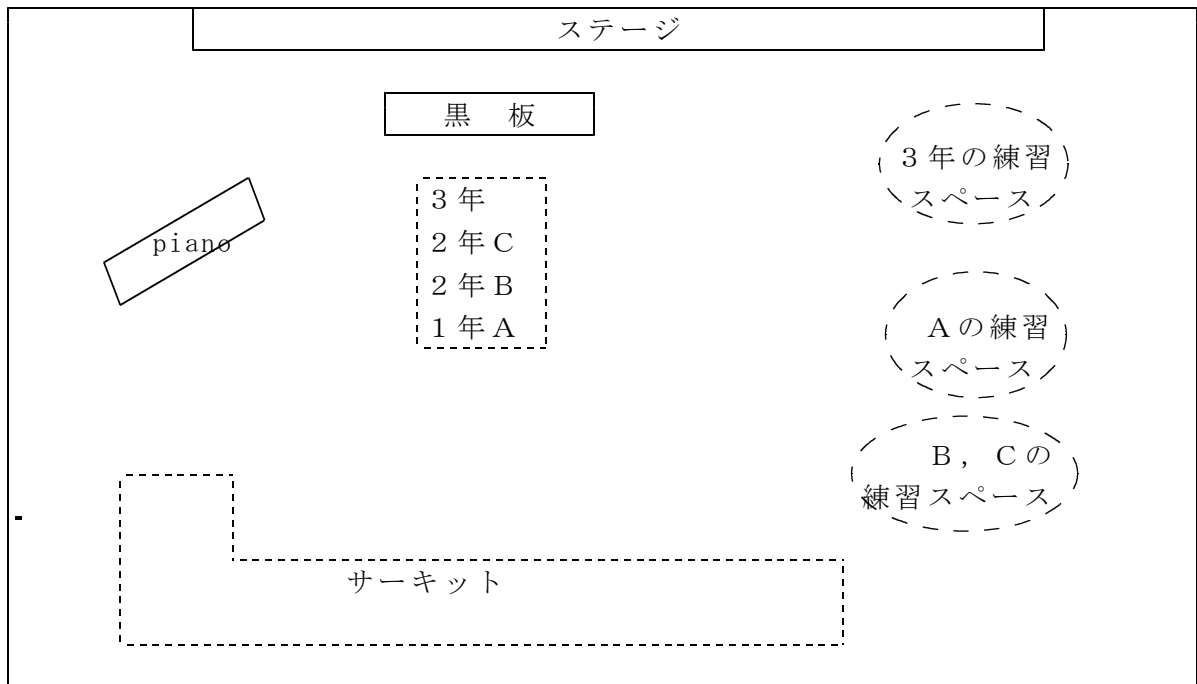 ステージ
黒 板
3年の練習
スペース
3年
2年C
2年B
1年A
piano
Aの練習
スペース
B,Cの
練習スペース
サーキット